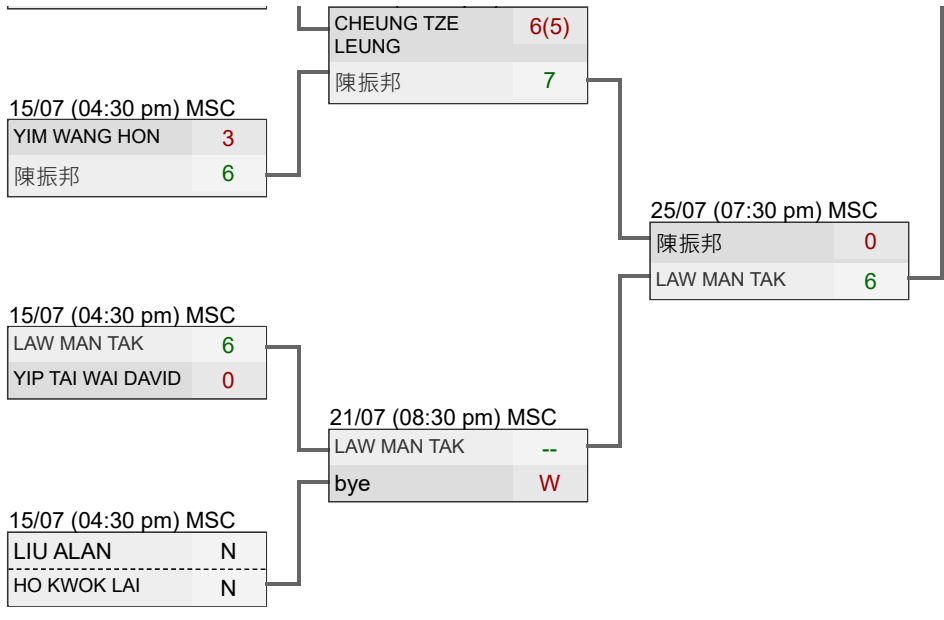 CHEUNG TZE 6(5)
LEUNG
陳振邦 7
15/07 (04:30 pm) MSC
YIM WANG HON 3
陳振邦 6
25/07 (07:30 pm) MSC
陳振邦 0
LAW MAN TAK 6
15/07 (04:30 pm) MSC
LAW MAN TAK 6
YIP TAI WAI DAVID 0
21/07 (08:30 pm) MSC
LAW MAN TAK --
bye W
15/07 (04:30 pm) MSC
LIU ALAN N
HO KWOK LAI N